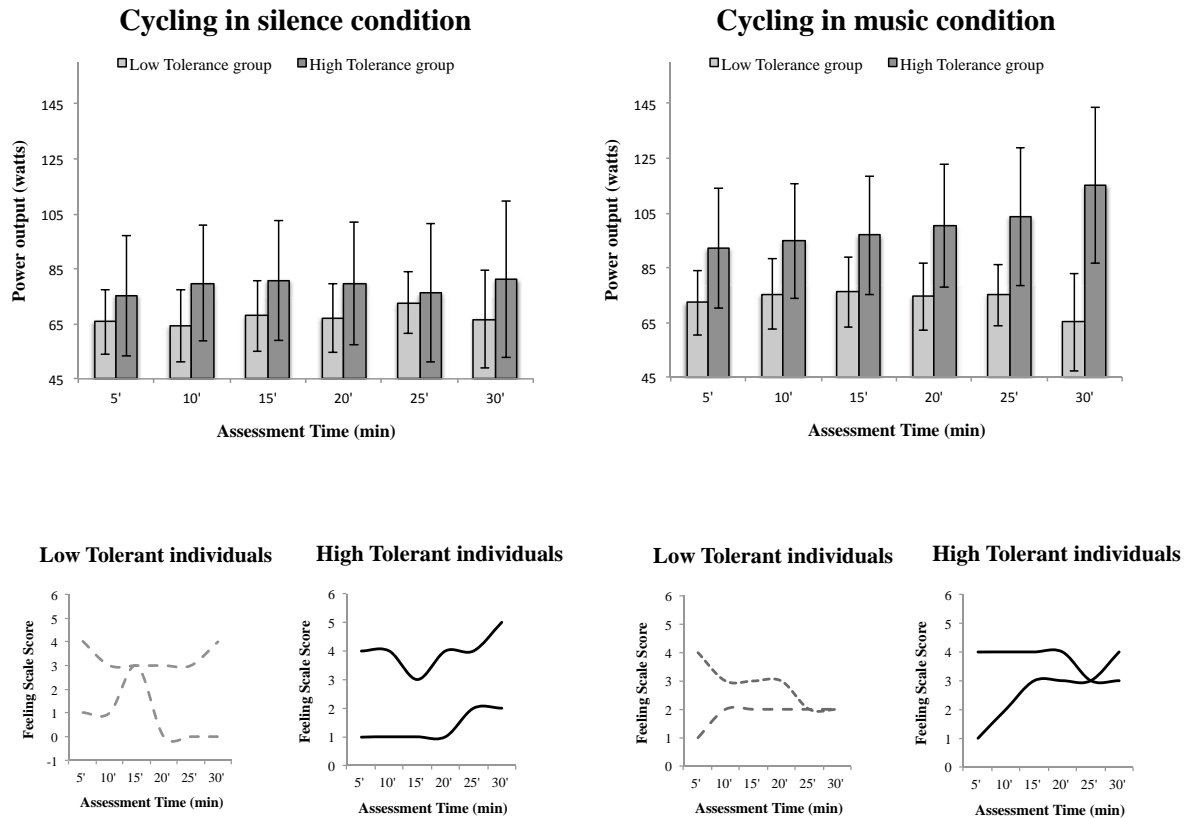 Cycling in silence condition
Low Tolerance group High Tolerance group
Power output (watts)
145
125
105
85
65
45
5' 10' 15' 20' 25' 30'
Assessment Time (min)
Cycling in music condition
Low Tolerance group High Tolerance group
Power output (watts)
145
125
105
85
65
45
5' 10' 15' 20' 25' 30'
Assessment Time (min)
Low Tolerant individuals
Feeling Scale Score
6
5
4
3
2
1
0
-1
5' 10' 15' 20' 25' 30'
Assessment Time (min)
High Tolerant individuals
Feeling Scale Score
6
5
4
3
2
1
0
5' 10' 15' 20' 25' 30'
Assessment Time (min)
Low Tolerant individuals
Feeling Scale Score
6
5
4
3
2
1
0
5' 10' 15' 20' 25' 30'
Assessment Time (min)
High Tolerant individuals
Feeling Scale Score
6
5
4
3
2
1
0
5' 10' 15' 20' 25' 30'
Assessment Time (min)